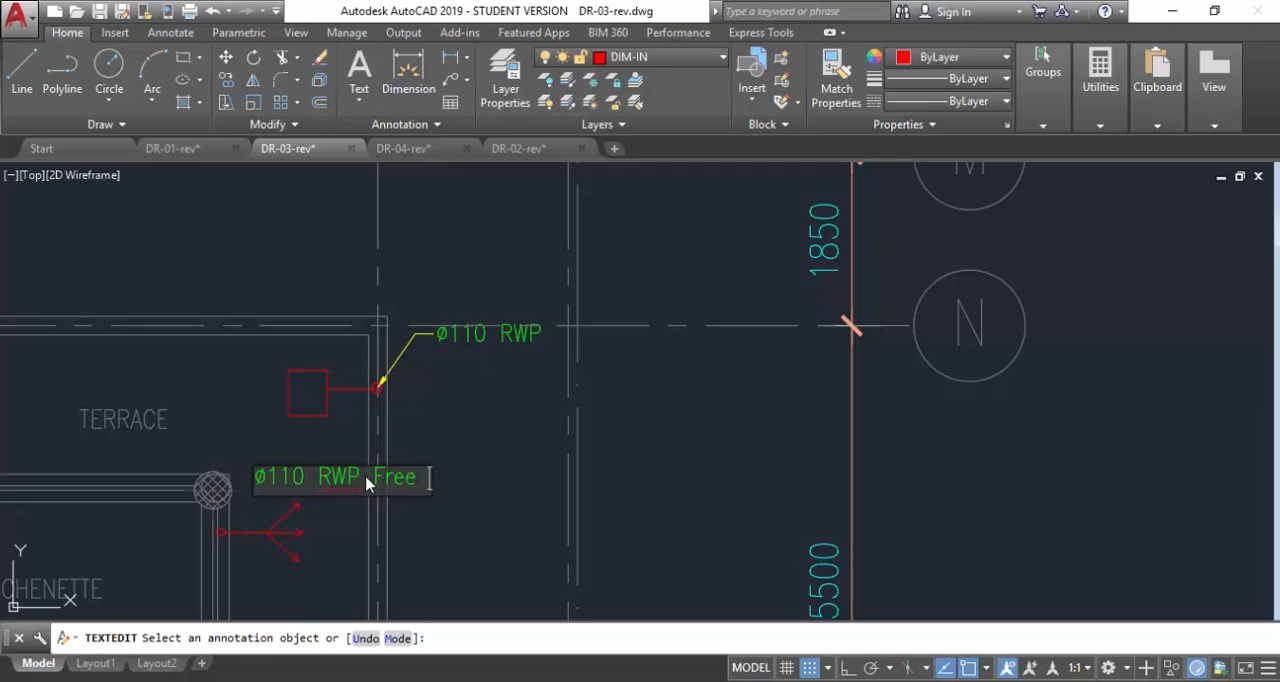 Autodesk AutoCAD 2019 - STUDENT VERSION DR-03-rev.dwg
Type a keyword or phrase
Sign In
Home Insert Annotate Parametric View Manage Output Add-ins Collaborate Featured Apps BIM 360 Performance Express Tools
Line Polyline Circle Arc
Text Dimension
Layer Properties
DIM-IN
Insert
Match Properties
ByLayer
ByLayer
ByLayer
Groups
Utilities
Clipboard
View
Draw Modify Annotation Layers Block Properties
Start DR-01-rev* DR-03-rev* DR-04-rev* DR-02-rev*
[−][Top][2D Wireframe]
M
1850
N
ø110 RWP
TERRACE
ø110 RWP Free
5500
CHENETTE
Y
X
TEXTEDIT Select an annotation object or [Undo Mode]:
Model Layout1 Layout2
MODEL
1:1